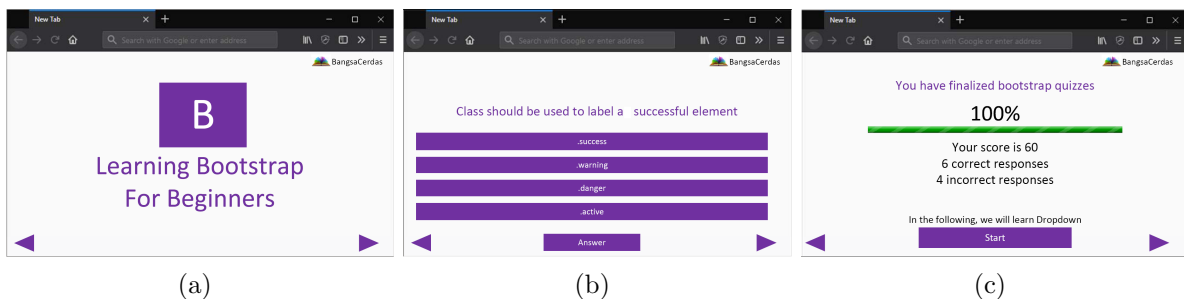 New Tab
Search with Google or enter address
BangsaCerdas
B
Learning Bootstrap
For Beginners
(a)
New Tab
Search with Google or enter address
BangsaCerdas
Class should be used to label a successful element
.success
.warning
.danger
.active
Answer
(b)
New Tab
Search with Google or enter address
BangsaCerdas
You have finalized bootstrap quizzes
100%
Your score is 60
6 correct responses
4 incorrect responses
In the following, we will learn Dropdown
Start
(c)